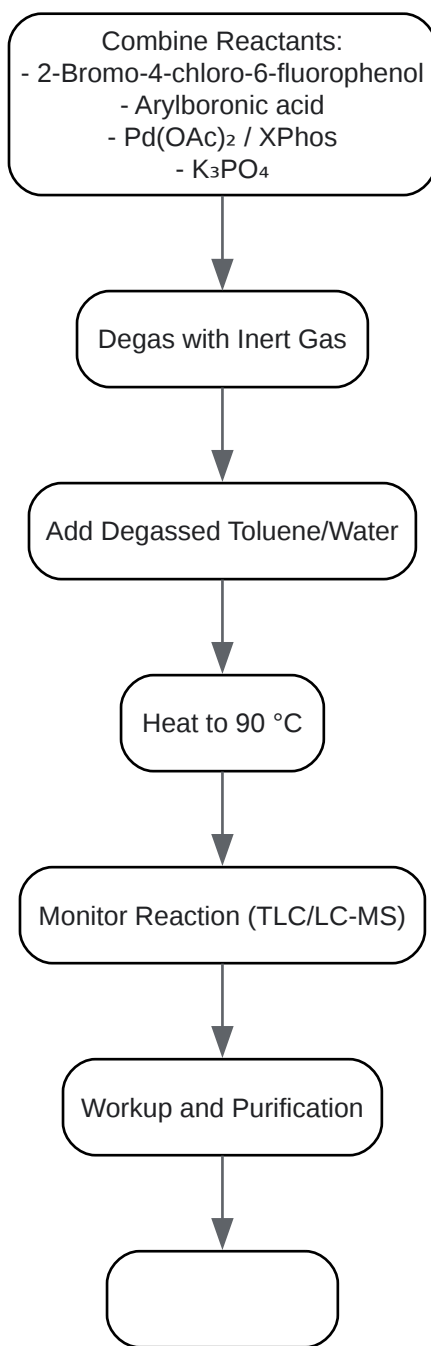 Combine Reactants:
- 2-Bromo-4-chloro-6-fluorophenol
- Arylboronic acid
- Pd(OAc)₂ / XPhos
- K₃PO₄
Degas with Inert Gas
Add Degassed Toluene/Water
Heat to 90 °C
Monitor Reaction (TLC/LC-MS)
Workup and Purification